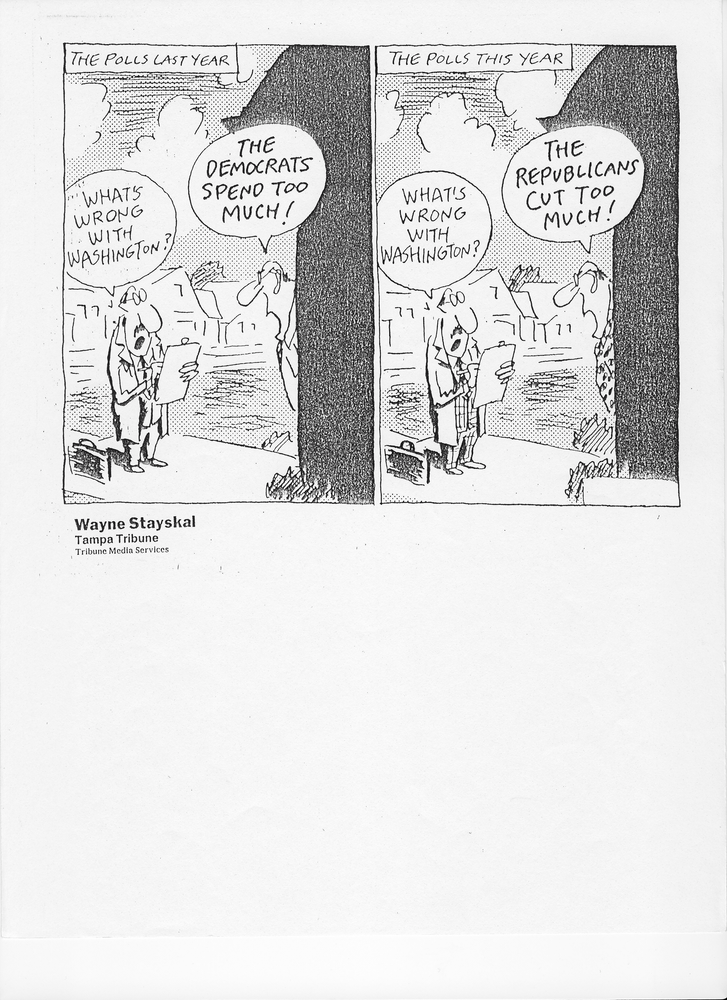 THE POLLS LAST YEAR
WHAT'S
WRONG
WITH
WASHINGTON?
THE
DEMOCRATS
SPEND TOO
MUCH!
THE POLLS THIS YEAR
WHAT'S
WRONG
WITH
WASHINGTON?
THE
REPUBLICANS
CUT TOO
MUCH!
Wayne Stayskal
Tampa Tribune
Tribune Media Services